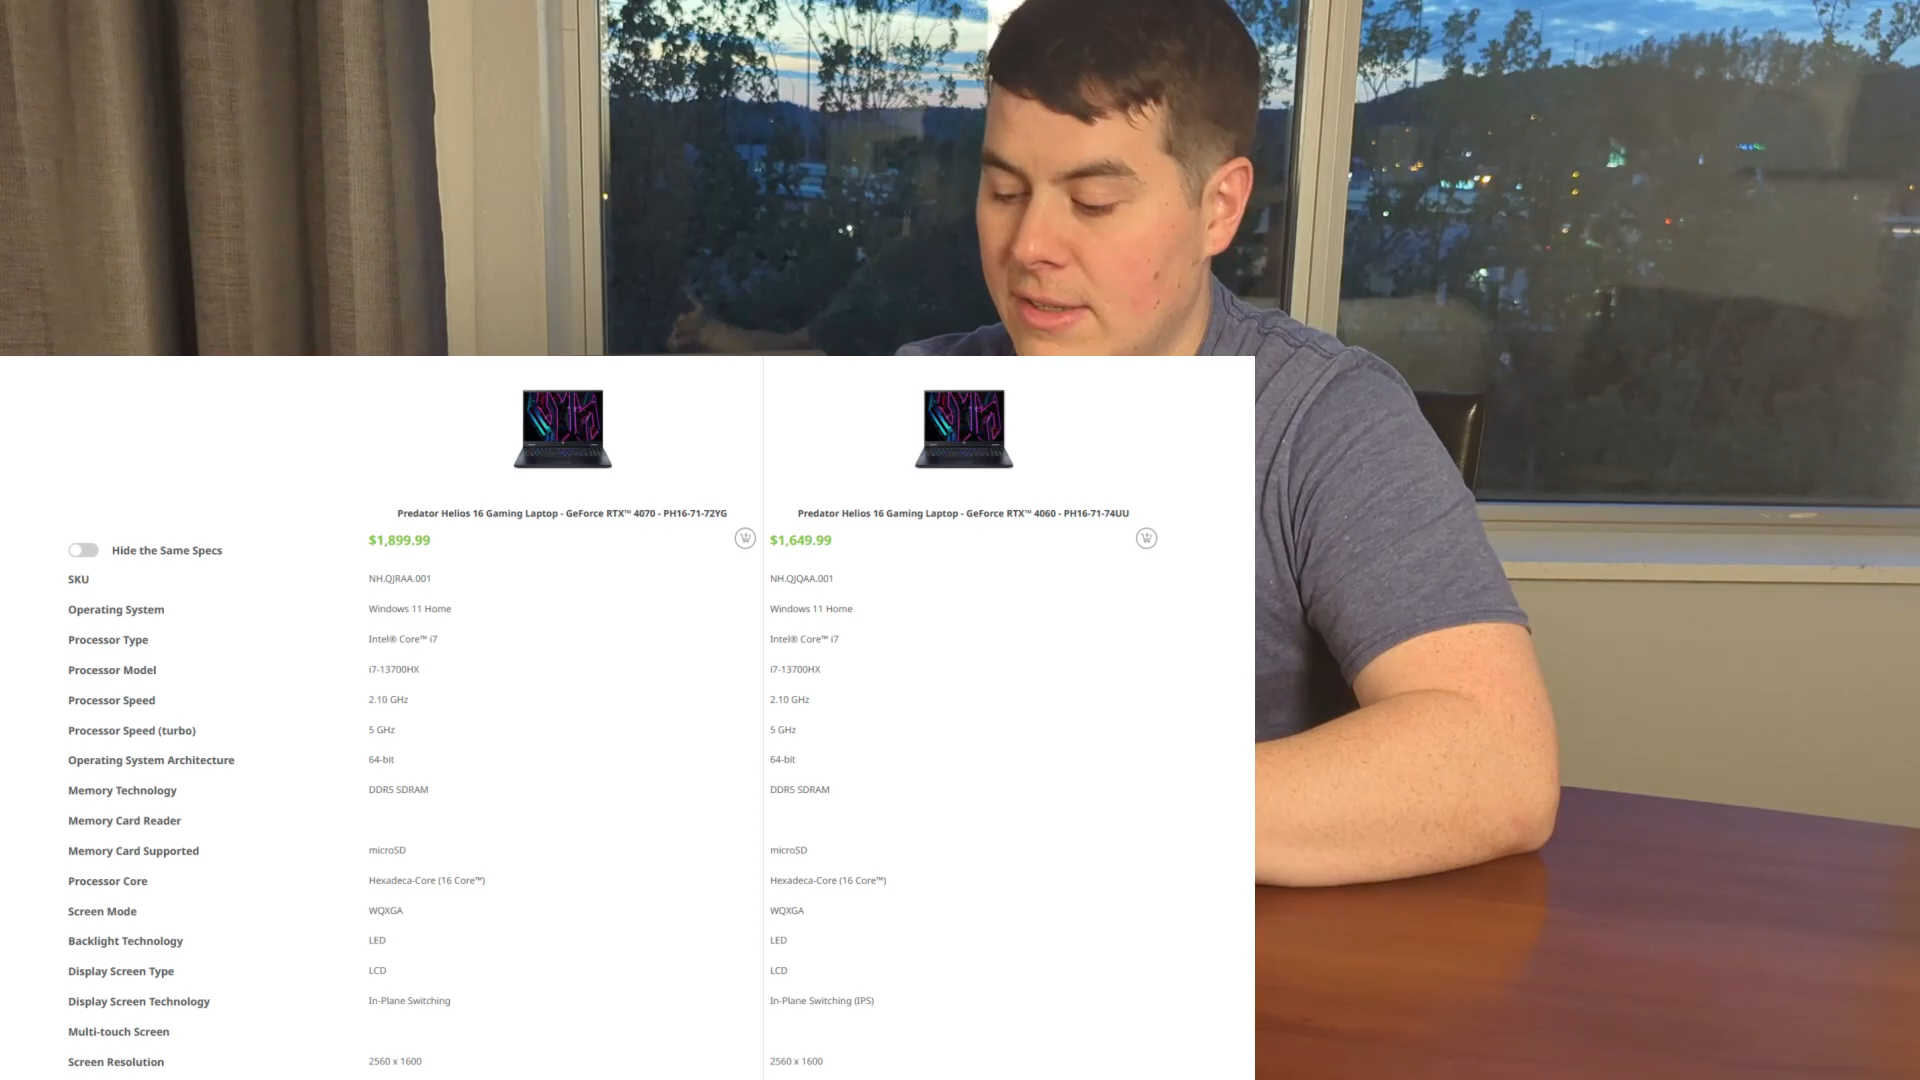 Predator Helios 16 Gaming Laptop - GeForce RTX™ 4070 - PH16-71-72YG
Predator Helios 16 Gaming Laptop - GeForce RTX™ 4060 - PH16-71-74UU
$1,899.99
$1,649.99
Hide the Same Specs
SKU NH.QJRAA.001 NH.QJQAA.001
Operating System Windows 11 Home Windows 11 Home
Processor Type Intel® Core™ i7 Intel® Core™ i7
Processor Model i7-13700HX i7-13700HX
Processor Speed 2.10 GHz 2.10 GHz
Processor Speed (turbo) 5 GHz 5 GHz
Operating System Architecture 64-bit 64-bit
Memory Technology DDR5 SDRAM DDR5 SDRAM
Memory Card Reader
Memory Card Supported microSD microSD
Processor Core Hexadeca-Core (16 Core™) Hexadeca-Core (16 Core™)
Screen Mode WQXGA WQXGA
Backlight Technology LED LED
Display Screen Type LCD LCD
Display Screen Technology In-Plane Switching In-Plane Switching (IPS)
Multi-touch Screen
Screen Resolution 2560 x 1600 2560 x 1600